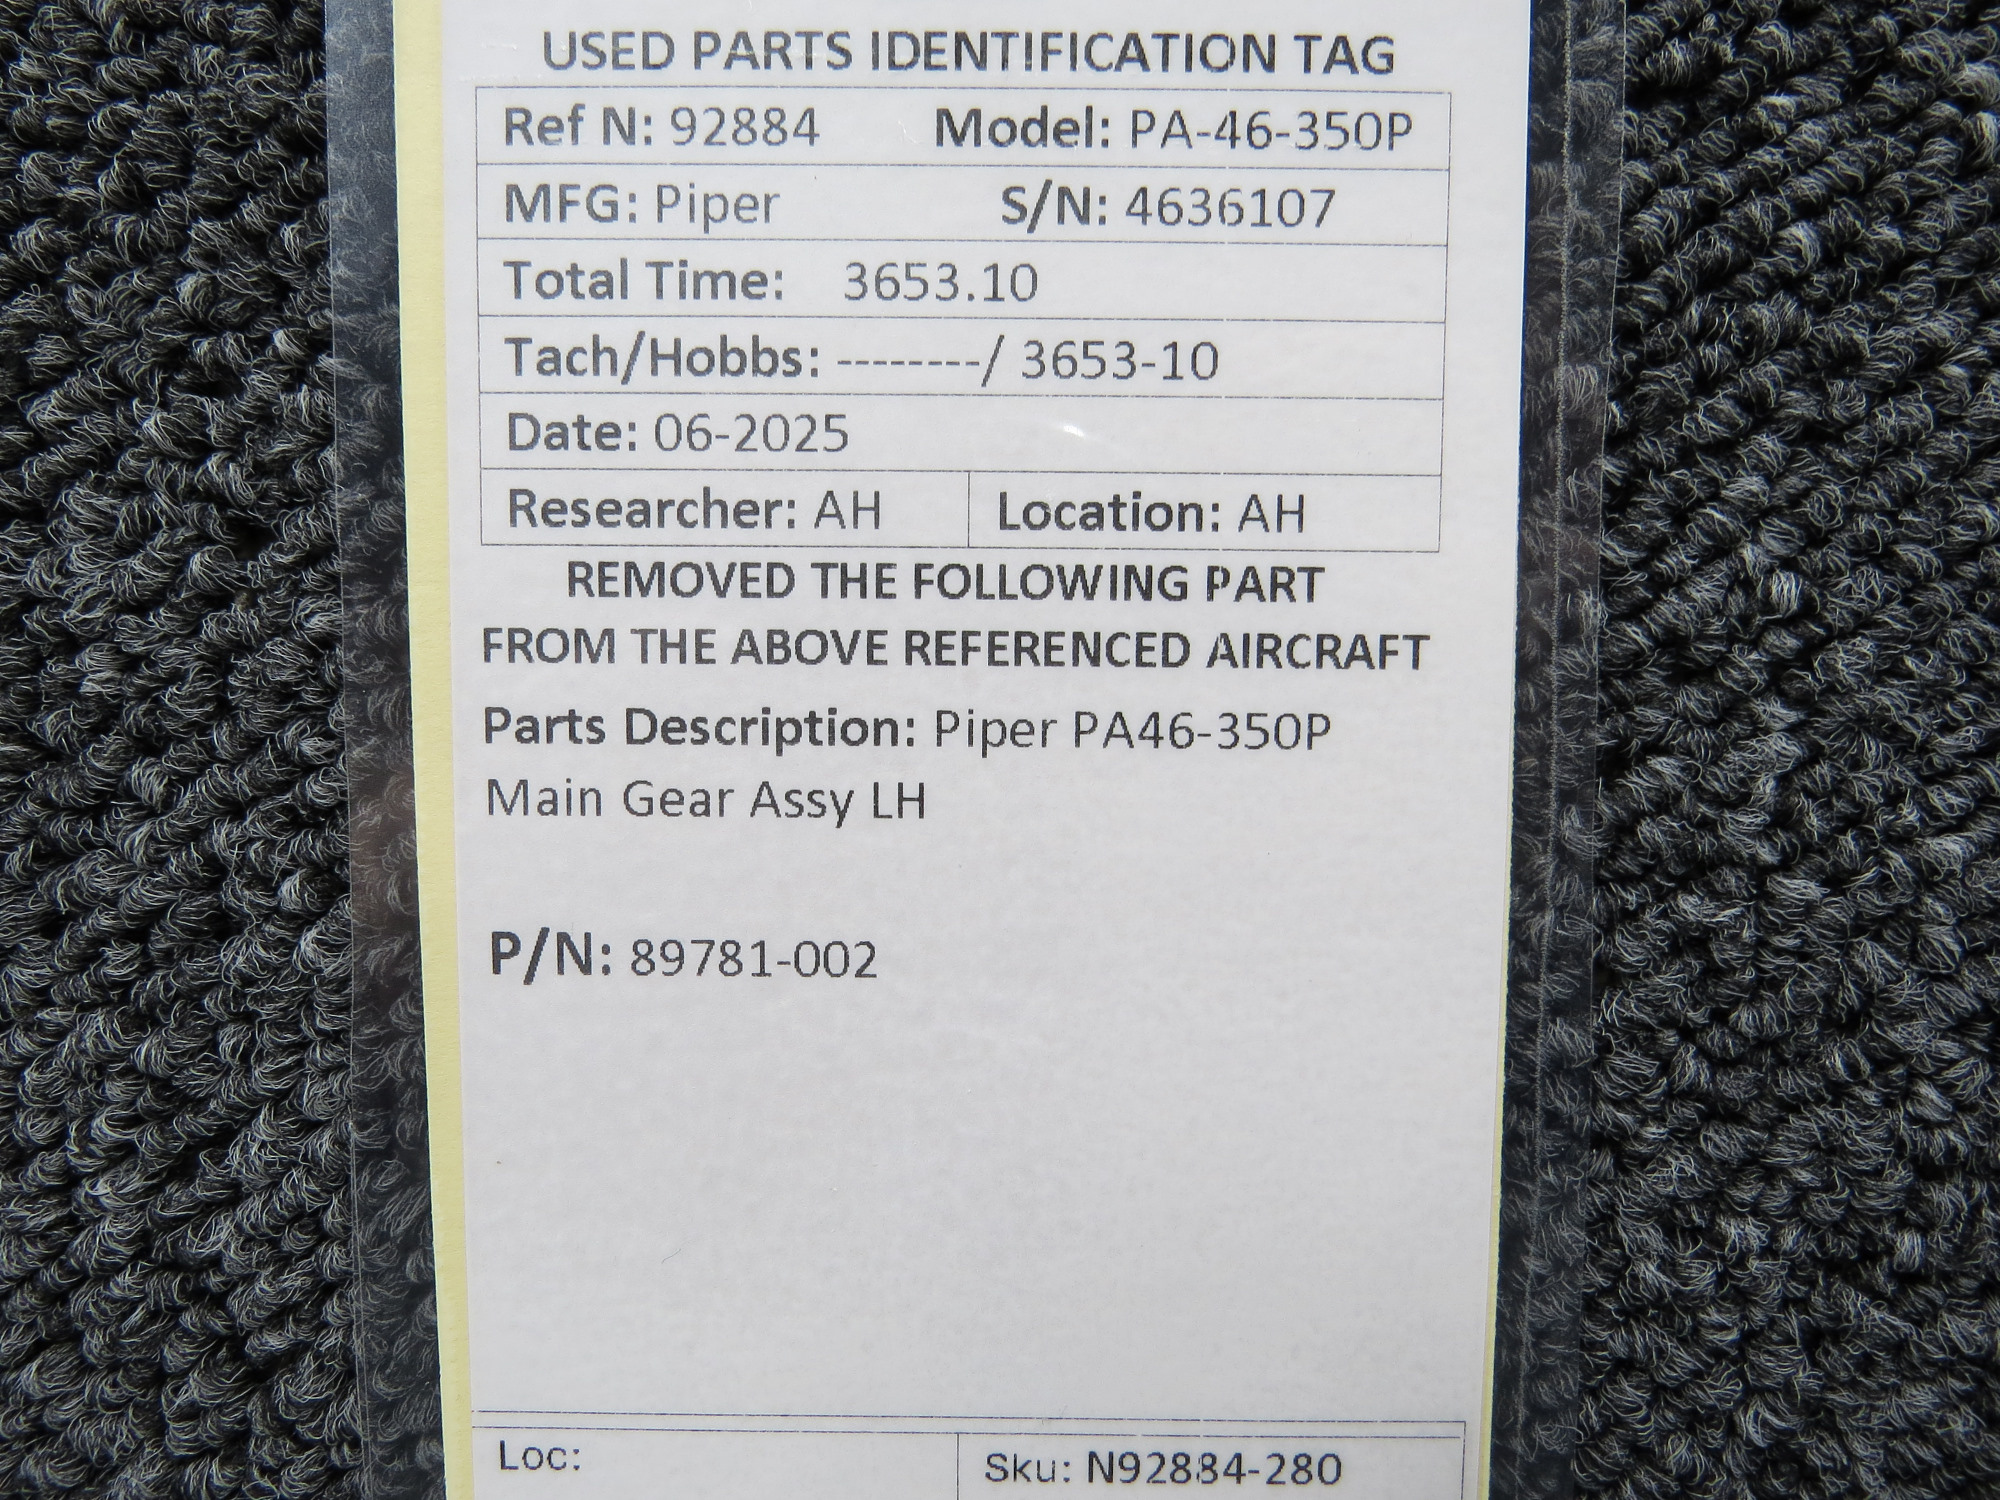 USED PARTS IDENTIFICATION TAG
Ref N: 92884 Model: PA-46-350P
MFG: Piper S/N: 4636107
Total Time: 3653.10
Tach/Hobbs: --------/ 3653-10
Date: 06-2025
Researcher: AH Location: AH
REMOVED THE FOLLOWING PART
FROM THE ABOVE REFERENCED AIRCRAFT
Parts Description: Piper PA46-350P
Main Gear Assy LH
P/N: 89781-002
Loc: Sku: N92884-280